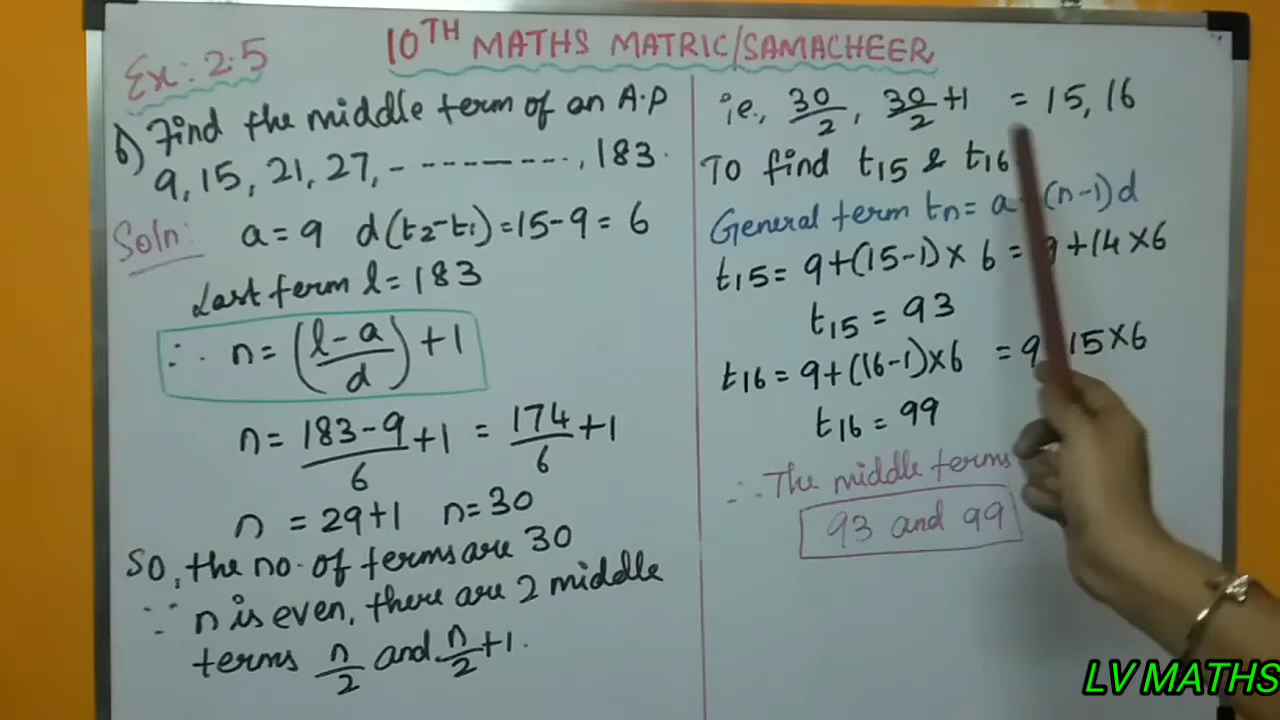 10TH MATHS MATRIC/SAMACHEER
Ex: 2.5
6) Find the middle term of an A.P
9, 15, 21, 27, - - - - - - - - , 183.
Soln: a = 9 d(t2-t1) = 15-9 = 6
Last term l = 183
∴ n = (l-a/d) + 1
n = 183-9/6 + 1 = 174/6 + 1
n = 29+1 n = 30
So, the no. of terms are 30
∵ n is even, there are 2 middle
terms n/2 and n/2 + 1.
ie., 30/2, 30/2 + 1 = 15, 16
To find t15 & t16
General term tn = a (n-1)d
t15 = 9+(15-1)×6 = 9+14×6
t15 = 93
t16 = 9+(16-1)×6 = 9 15×6
t16 = 99
∴ The middle terms
93 and 99
LV MATHS